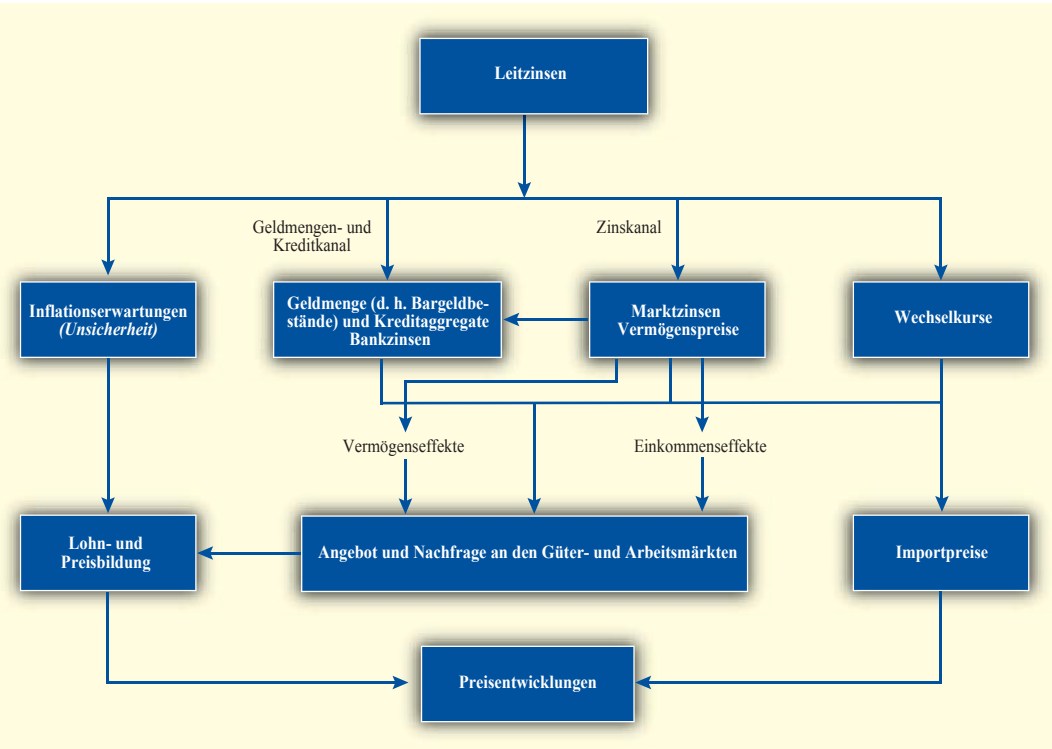 Leitzinsen
Geldmengen- und
Kreditkanal
Zinskanal
Inflationserwartungen
(Unsicherheit)
Geldmenge (d. h. Bargeldbe-
stände) und Kreditaggregate
Bankzinsen
Marktzinsen
Vermögenspreise
Wechselkurse
Vermögenseffekte
Einkommenseffekte
Lohn- und
Preisbildung
Angebot und Nachfrage an den Güter- und Arbeitsmärkten
Importpreise
Preisentwicklungen